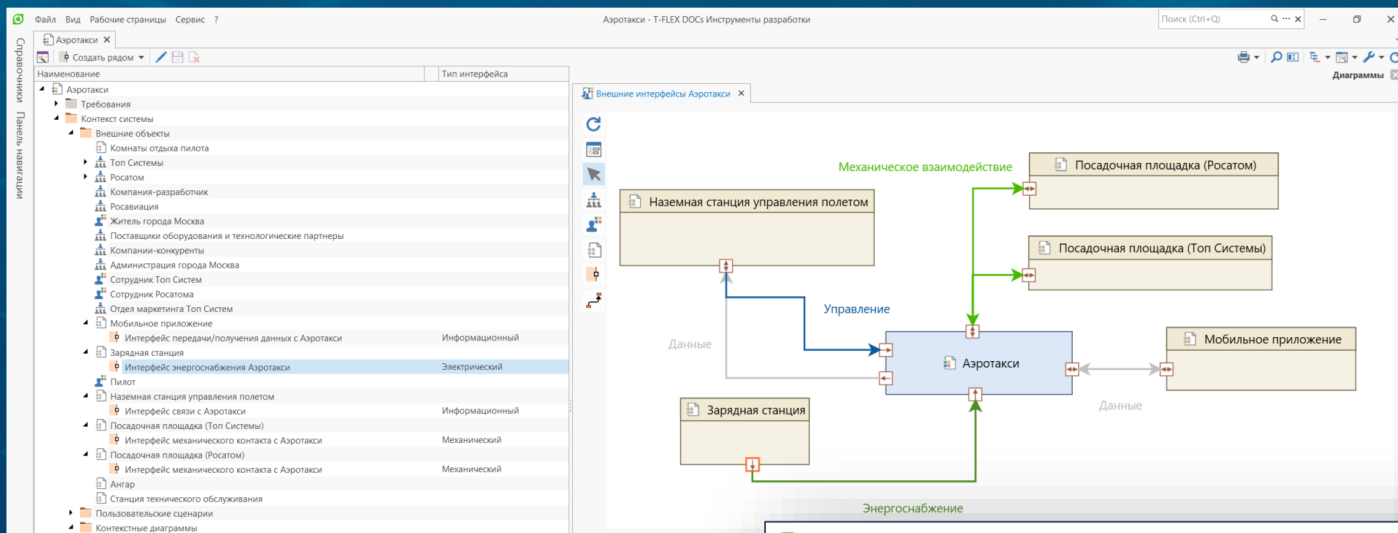 Файл Вид Рабочие страницы Сервис ?
Аэротакси - T-FLEX DOCs Инструменты разработки
Поиск (Ctrl+Q)
Справочники
Панель навигации
Аэротакси
Создать рядом
Диаграммы
Наименование Тип интерфейса
Аэротакси
Требования
Контекст системы
Внешние объекты
Комнаты отдыха пилота
Топ Системы
Росатом
Компания-разработчик
Росавиация
Житель города Москва
Поставщики оборудования и технологические партнеры
Компании-конкуренты
Администрация города Москва
Сотрудник Топ Систем
Сотрудник Росатома
Отдел маркетинга Топ Систем
Мобильное приложение
Интерфейс передачи/получения данных с Аэротакси Информационный
Зарядная станция
Интерфейс энергоснабжения Аэротакси Электрический
Пилот
Наземная станция управления полетом
Интерфейс связи с Аэротакси Информационный
Посадочная площадка (Топ Системы)
Интерфейс механического контакта с Аэротакси Механический
Посадочная площадка (Росатом)
Интерфейс механического контакта с Аэротакси Механический
Ангар
Станция технического обслуживания
Пользовательские сценарии
Контекстные диаграммы
Внешние интерфейсы Аэротакси
Механическое взаимодействие
Посадочная площадка (Росатом)
Наземная станция управления полетом
Посадочная площадка (Топ Системы)
Управление
Данные
Аэротакси
Мобильное приложение
Данные
Зарядная станция
Энергоснабжение